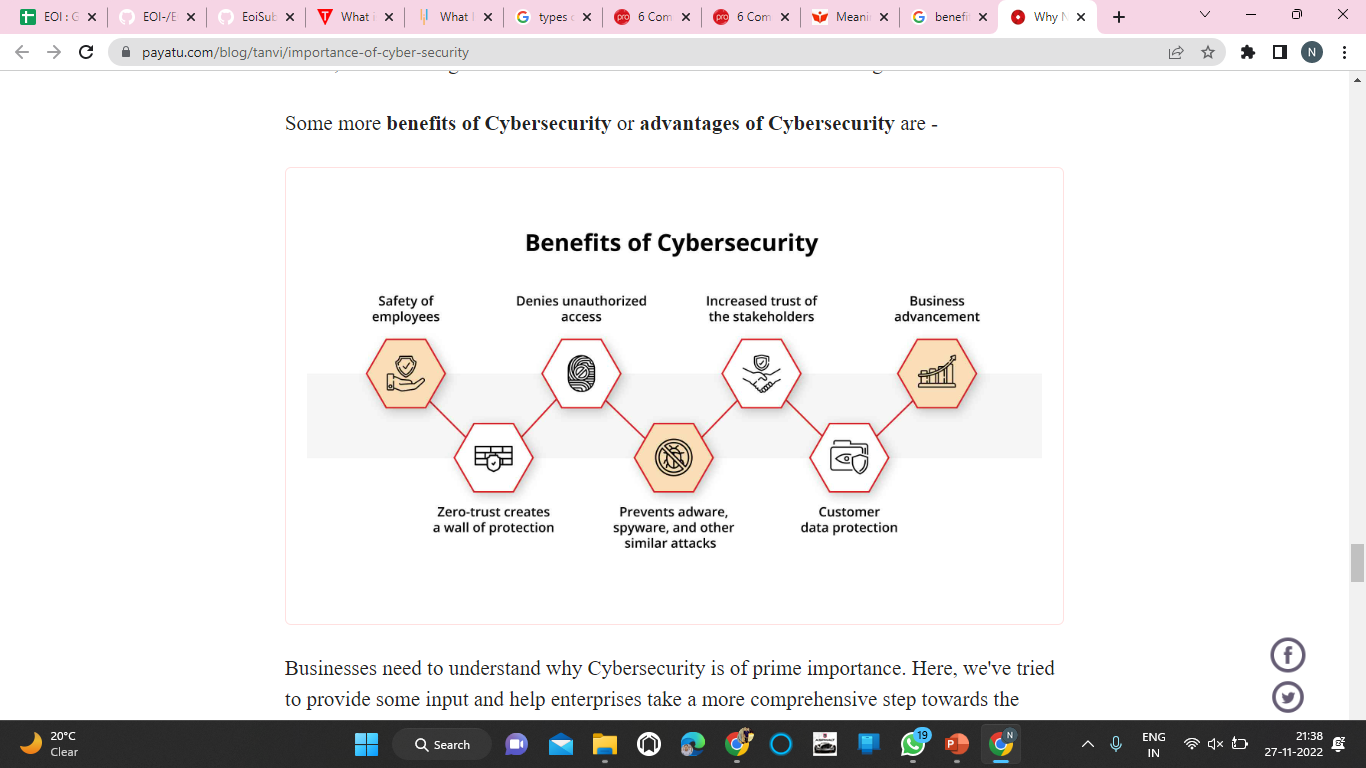 EOI : G
EOI-/E
EoiSub
What i
What I
types o
6 Com
6 Com
Meani
benefi
Why N
payatu.com/blog/tanvi/importance-of-cyber-security
N
Some more benefits of Cybersecurity or advantages of Cybersecurity are -
Benefits of Cybersecurity
Safety of
employees
Denies unauthorized
access
Increased trust of
the stakeholders
Business
advancement
Zero-trust creates
a wall of protection
Prevents adware,
spyware, and other
similar attacks
Customer
data protection
Businesses need to understand why Cybersecurity is of prime importance. Here, we've tried
to provide some input and help enterprises take a more comprehensive step towards the
20°C
Clear
Search
19
ENG
IN
21:38
27-11-2022